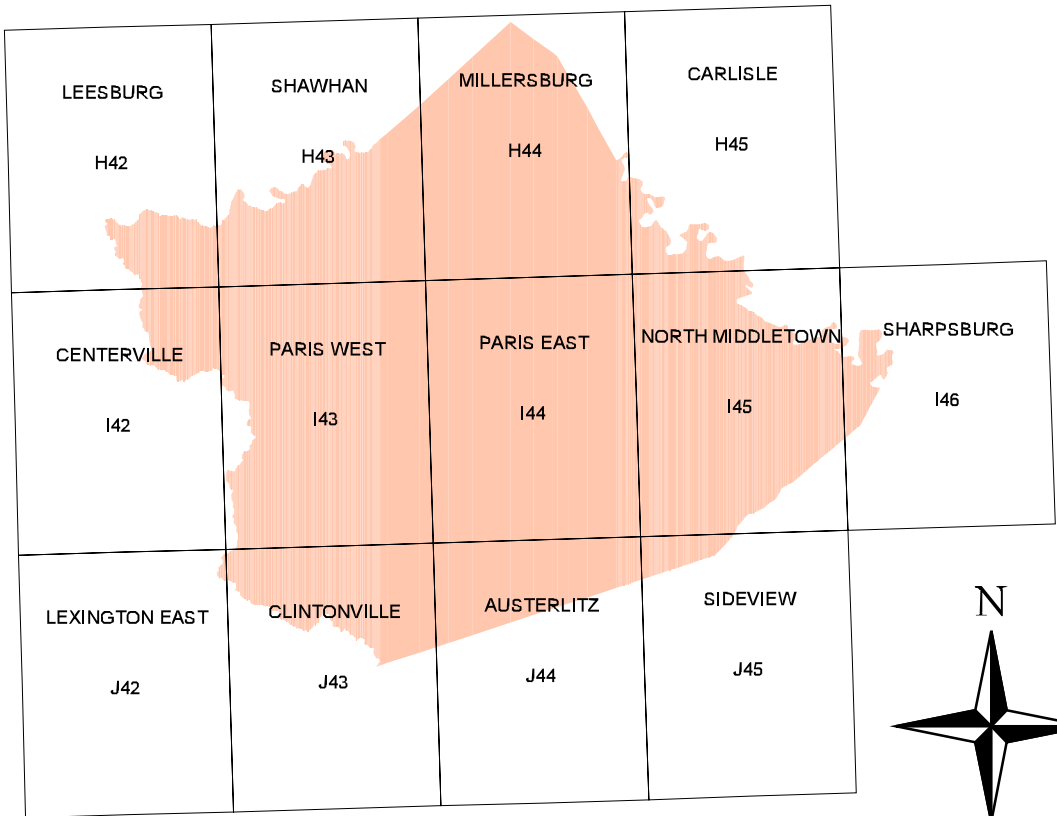 LEESBURG
SHAWHAN
MILLERSBURG
CARLISLE
H42
H43
H44
H45
CENTERVILLE
PARIS WEST
PARIS EAST
NORTH MIDDLETOWN
SHARPSBURG
I42
I43
I44
I45
I46
LEXINGTON EAST
CLINTONVILLE
AUSTERLITZ
SIDEVIEW
J42
J43
J44
J45
N